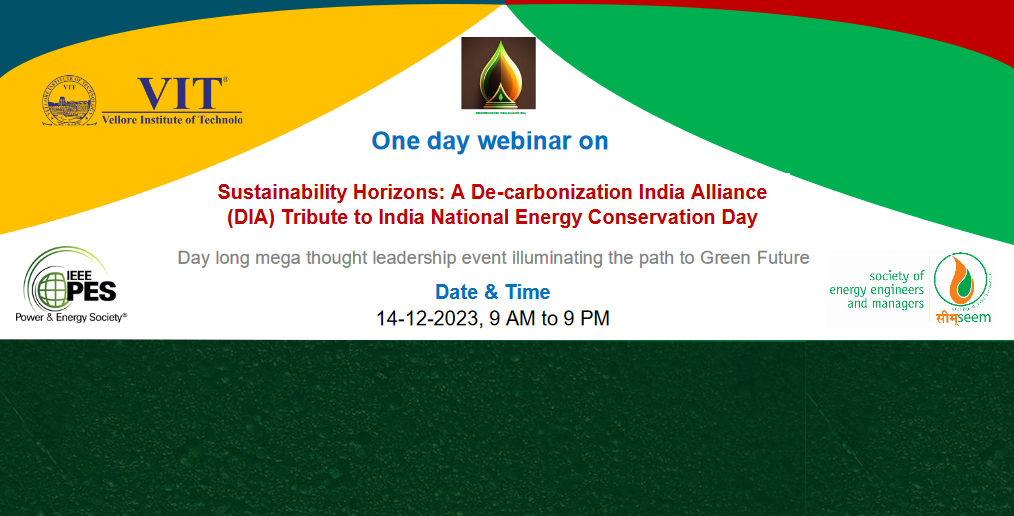 VIT®
Vellore Institute of Technolo
VIT
One day webinar on
Sustainability Horizons: A De-carbonization India Alliance
(DIA) Tribute to India National Energy Conservation Day
Day long mega thought leadership event illuminating the path to Green Future
Date & Time
14-12-2023, 9 AM to 9 PM
IEEE
PES
Power & Energy Society®
society of
energy engineers
and managers
सीम्seem